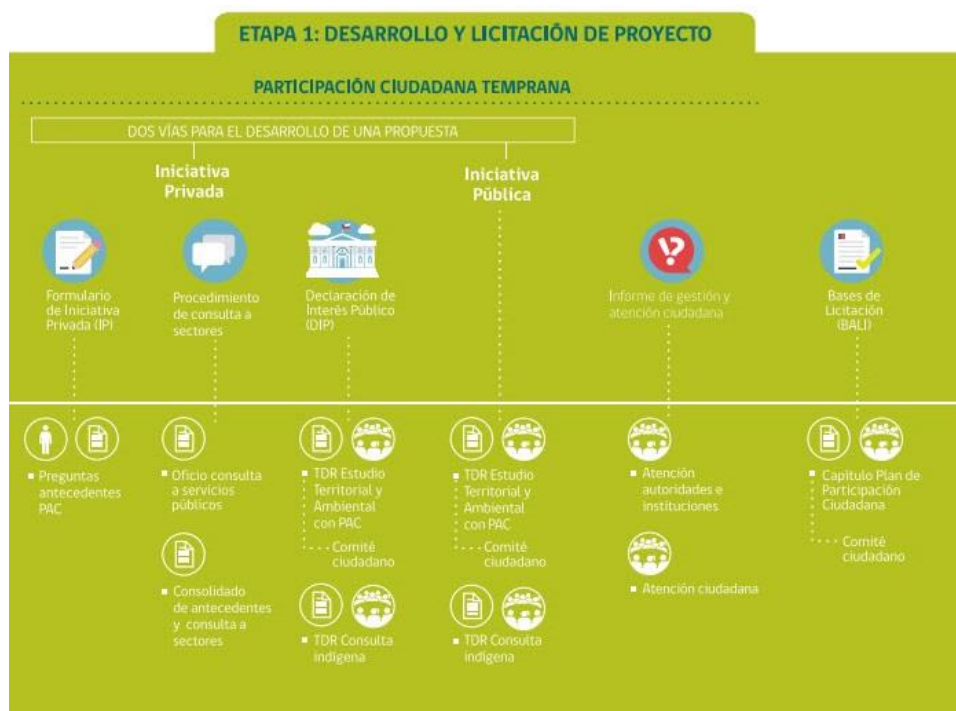 ETAPA 1: DESARROLLO Y LICITACIÓN DE PROYECTO
PARTICIPACIÓN CIUDADANA TEMPRANA
DOS VÍAS PARA EL DESARROLLO DE UNA PROPUESTA
Iniciativa
Privada
Iniciativa
Pública
Formulario
de Iniciativa
Privada (IP)
Procedimiento
de consulta a
sectores
Declaración de
Interés Público
(DIP)
Informe de gestión y
atención ciudadana
Bases de
Licitación
(BALI)
Preguntas
antecedentes
PAC
Oficio consulta
a servicios
públicos
Consolidado
de antecedentes
y consulta a
sectores
TDR Estudio
Territorial y
Ambiental
con PAC
Comité
ciudadano
TDR Consulta
indígena
TDR Estudio
Territorial y
Ambiental
con PAC
Comité
ciudadano
TDR Consulta
indígena
Atención
autoridades e
instituciones
Atención ciudadana
Capítulo Plan de
Participación
Ciudadana
Comité
ciudadano